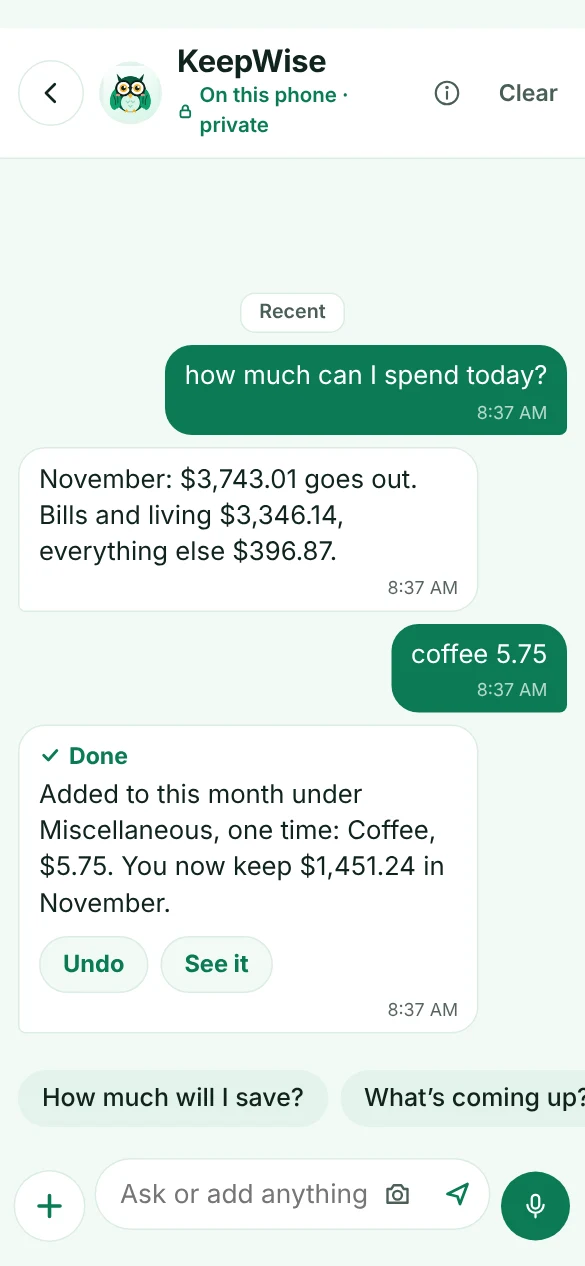 KeepWise
On this phone ·
private
Clear
Recent
how much can I spend today?
8:37 AM
November: $3,743.01 goes out.
Bills and living $3,346.14,
everything else $396.87.
8:37 AM
coffee 5.75
8:37 AM
Done
Added to this month under
Miscellaneous, one time: Coffee,
$5.75. You now keep $1,451.24 in
November.
Undo
See it
8:37 AM
How much will I save?
What’s coming up?
Ask or add anything